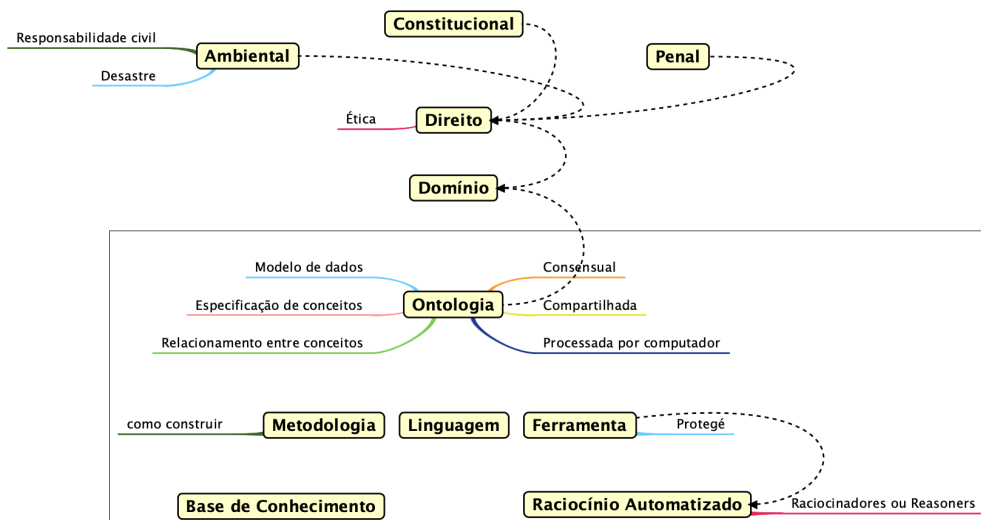 Constitucional
Responsabilidade civil
Ambiental
Penal
Desastre
Ética
Direito
Domínio
Modelo de dados
Consensual
Especificação de conceitos
Ontologia
Compartilhada
Relacionamento entre conceitos
Processada por computador
como construir
Metodologia
Linguagem
Ferramenta
Protegé
Base de Conhecimento
Raciocínio Automatizado
Raciocinadores ou Reasoners